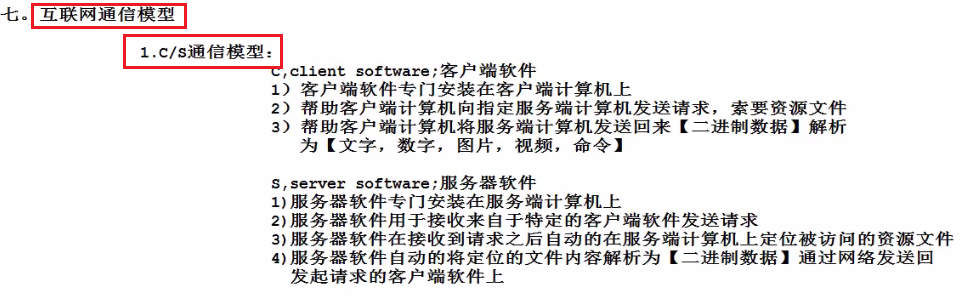 七。互联网通信模型
1.C/S通信模型：
C,client software;客户端软件
1）客户端软件专门安装在客户端计算机上
2）帮助客户端计算机向指定服务端计算机发送请求，索要资源文件
3）帮助客户端计算机将服务端计算机发送回来【二进制数据】解析
为【文字，数字，图片，视频，命令】
S,server software;服务器软件
1)服务器软件专门安装在服务端计算机上
2)服务器软件用于接收来自于特定的客户端软件发送请求
3)服务器软件在接收到请求之后自动的在服务端计算机上定位被访问的资源文件
4)服务器软件自动的将定位的文件内容解析为【二进制数据】通过网络发送回
发起请求的客户端软件上